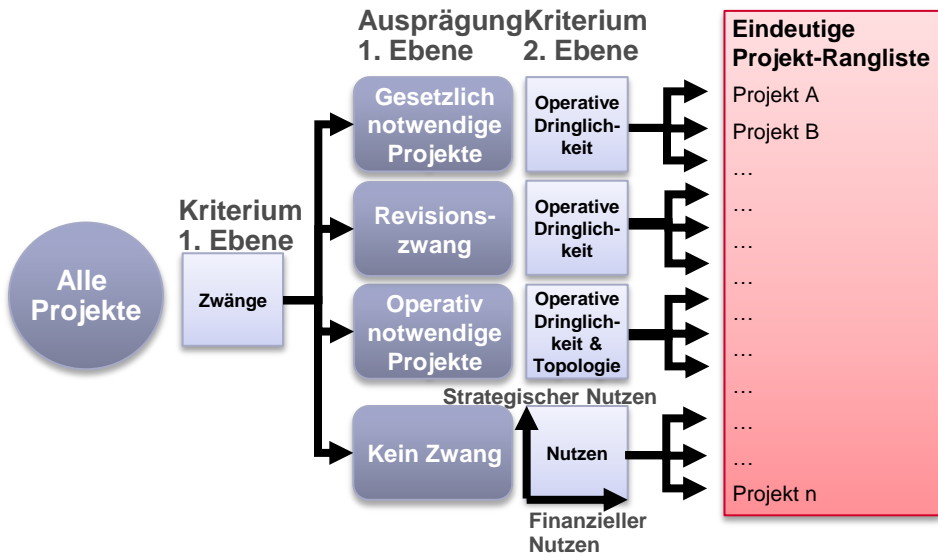 Ausprägung
1. Ebene
Kriterium
2. Ebene
Eindeutige
Projekt-Rangliste
Gesetzlich
notwendige
Projekte
Operative
Dringlich-
keit
Projekt A
Projekt B
…
Kriterium
1. Ebene
Revisions-
zwang
Operative
Dringlich-
keit
…
…
…
Alle
Projekte
Zwänge
Operativ
notwendige
Projekte
Operative
Dringlich-
keit &
Topologie
…
…
…
Strategischer Nutzen
Kein Zwang
Nutzen
…
…
Projekt n
Finanzieller
Nutzen